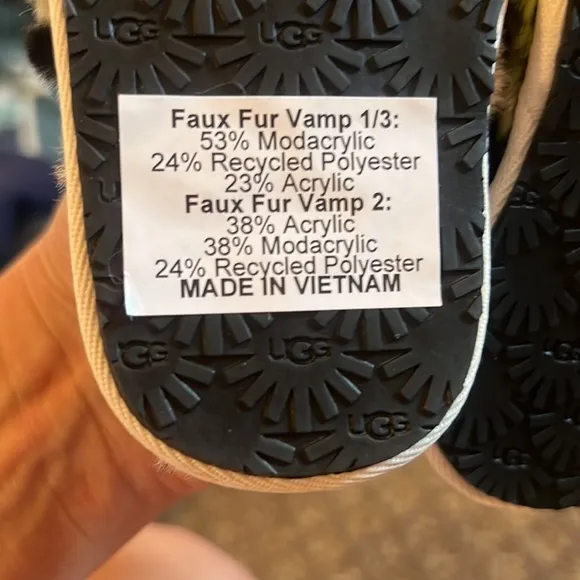 UGG UGG
Faux Fur Vamp 1/3:
53% Modacrylic
24% Recycled Polyester
23% Acrylic
Faux Fur Vamp 2:
38% Acrylic
38% Modacrylic
24% Recycled Polyester
MADE IN VIETNAM
UGG UGG UGG
UGG
UGG